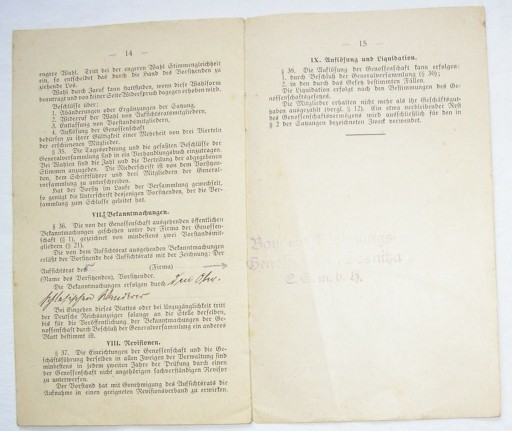 — 14 —
engere Wahl. Tritt bei der engeren Wahl Stimmengleichheit
ein, so entscheidet das durch die Hand des Vorsitzenden zu
ziehende Los.
Wahl durch Zuruf kann stattfinden, wenn diese Wahlform
beantragt und von keiner Seite Widerspruch dagegen erhoben wird.
Beschlüsse über:
1. Abänderungen oder Ergänzungen der Satzung,
2. Widerruf der Wahl von Aufsichtsratsmitgliedern,
3. Entlassung von Vorstandsmitgliedern,
4. Auflösung der Genossenschaft
bedürfen zu ihrer Gültigkeit einer Mehrheit von drei Vierteln
der erschienenen Mitglieder.
§ 35. Die Tagesordnung und die gefaßten Beschlüsse der
Generalversammlung sind in ein Verhandlungsbuch einzutragen.
Bei Wahlen sind die Zahl und die Verteilung der abgegebenen
Stimmen anzugeben. Die Niederschrift ist von dem Vorsitzen-
den, dem Schriftführer und drei Mitgliedern der General-
versammlung zu unterschreiben.
Hat der Vorsitz im Laufe der Versammlung gewechselt,
so genügt die Unterschrift desjenigen Vorsitzenden, der die Ver-
sammlung zum Schlusse geleitet hat.
VII. Bekanntmachungen.
§ 36. Die von der Genossenschaft ausgehenden öffentlichen
Bekanntmachungen geschehen unter der Firma der Genossen-
schaft (§ 1), gezeichnet von mindestens zwei Vorstandsmit-
gliedern (§ 21).
Die von dem Aufsichtsrat ausgehenden Bekanntmachungen
erläßt der Vorsitzende des Aufsichtsrats mit der Zeichnung: Der
Aufsichtsrat des (Firma)
(Name des Vorsitzenden), Vorsitzender.
Die Bekanntmachungen erfolgen durch
Bei Eingehen dieses Blattes oder bei Unzugänglichkeit tritt
der Deutsche Reichsanzeiger solange an die Stelle derselben,
bis für die Veröffentlichung der Bekanntmachungen der Ge-
nossenschaft durch Beschluß der Generalversammlung ein anderes
Blatt bestimmt ist.
VIII. Revisionen.
§ 37. Die Einrichtungen der Genossenschaft und die Ge-
schäftsführung derselben in allen Zweigen der Verwaltung sind
mindestens in jedem zweiten Jahre der Prüfung durch einen
der Genossenschaft nicht angehörigen sachverständigen Revisor
zu unterwerfen.
Der Vorstand hat mit Genehmigung des Aufsichtsrats die
Aufnahme in einen geeigneten Revisionsverband zu erwirken.
— 15 —
IX. Auflösung und Liquidation.
§ 38. Die Auflösung der Genossenschaft kann erfolgen:
1. durch Beschluß der Generalversammlung (§ 30);
2. in den durch das Gesetz bestimmten Fällen.
Die Liquidation erfolgt nach den Bestimmungen des Ge-
nossenschaftsgesetzes.
Die Mitglieder erhalten nicht mehr als ihr Geschäftsgut-
haben ausgezahlt (vergl. § 12). Ein etwa verbleibender Rest
des Genossenschaftsvermögens wird ausschließlich für den in
§ 2 der Satzungen bezeichneten Zweck verwendet.
E. G. m. b. H.